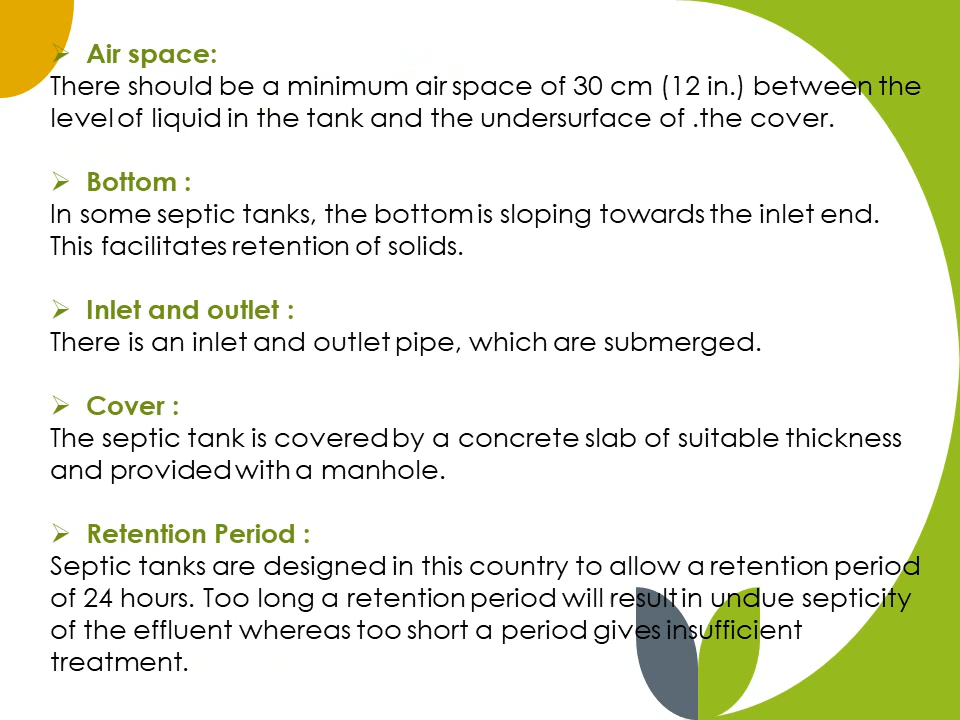 ➢ Air space:
There should be a minimum air space of 30 cm (12 in.) between the
level of liquid in the tank and the undersurface of .the cover.
➢ Bottom :
In some septic tanks, the bottom is sloping towards the inlet end.
This facilitates retention of solids.
➢ Inlet and outlet :
There is an inlet and outlet pipe, which are submerged.
➢ Cover :
The septic tank is covered by a concrete slab of suitable thickness
and provided with a manhole.
➢ Retention Period :
Septic tanks are designed in this country to allow a retention period
of 24 hours. Too long a retention period will result in undue septicity
of the effluent whereas too short a period gives insufficient
treatment.